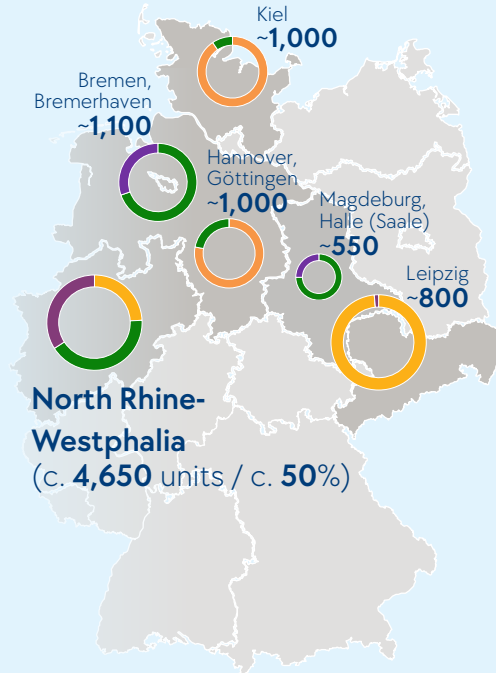 Kiel
~1,000
Bremen,
Bremerhaven
~1,100
Hannover,
Göttingen
~1,000
Magdeburg,
Halle (Saale)
~550
Leipzig
~800
North Rhine-
Westphalia
(c. 4,650 units / c. 50%)